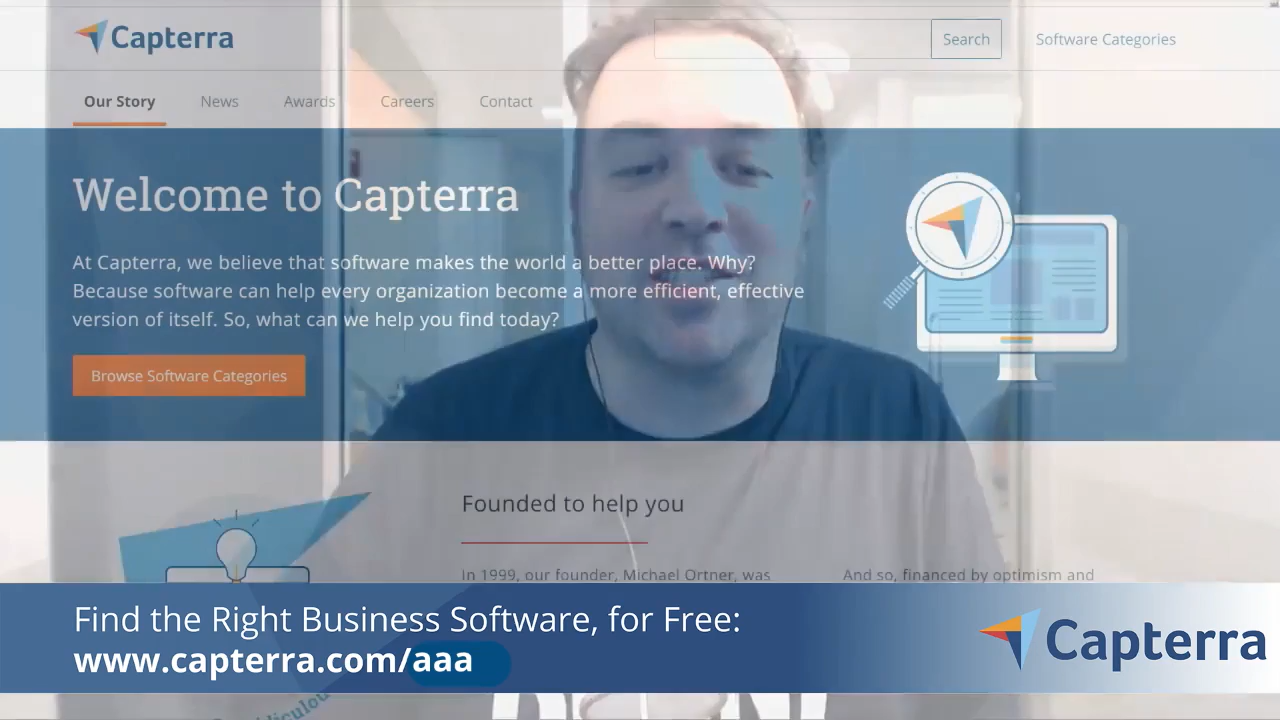 Capterra
Search
Software Categories
Our Story
News
Awards
Careers
Contact
Welcome to Capterra
At Capterra, we believe that software makes the world a better place. Why?
Because software can help every organization become a more efficient, effective
version of itself. So, what can we help you find today?
Browse Software Categories
Founded to help you
In 1999, our founder, Michael Ortner, was
And so, financed by optimism and
Find the Right Business Software, for Free:
www.capterra.com/aaa
Capterra